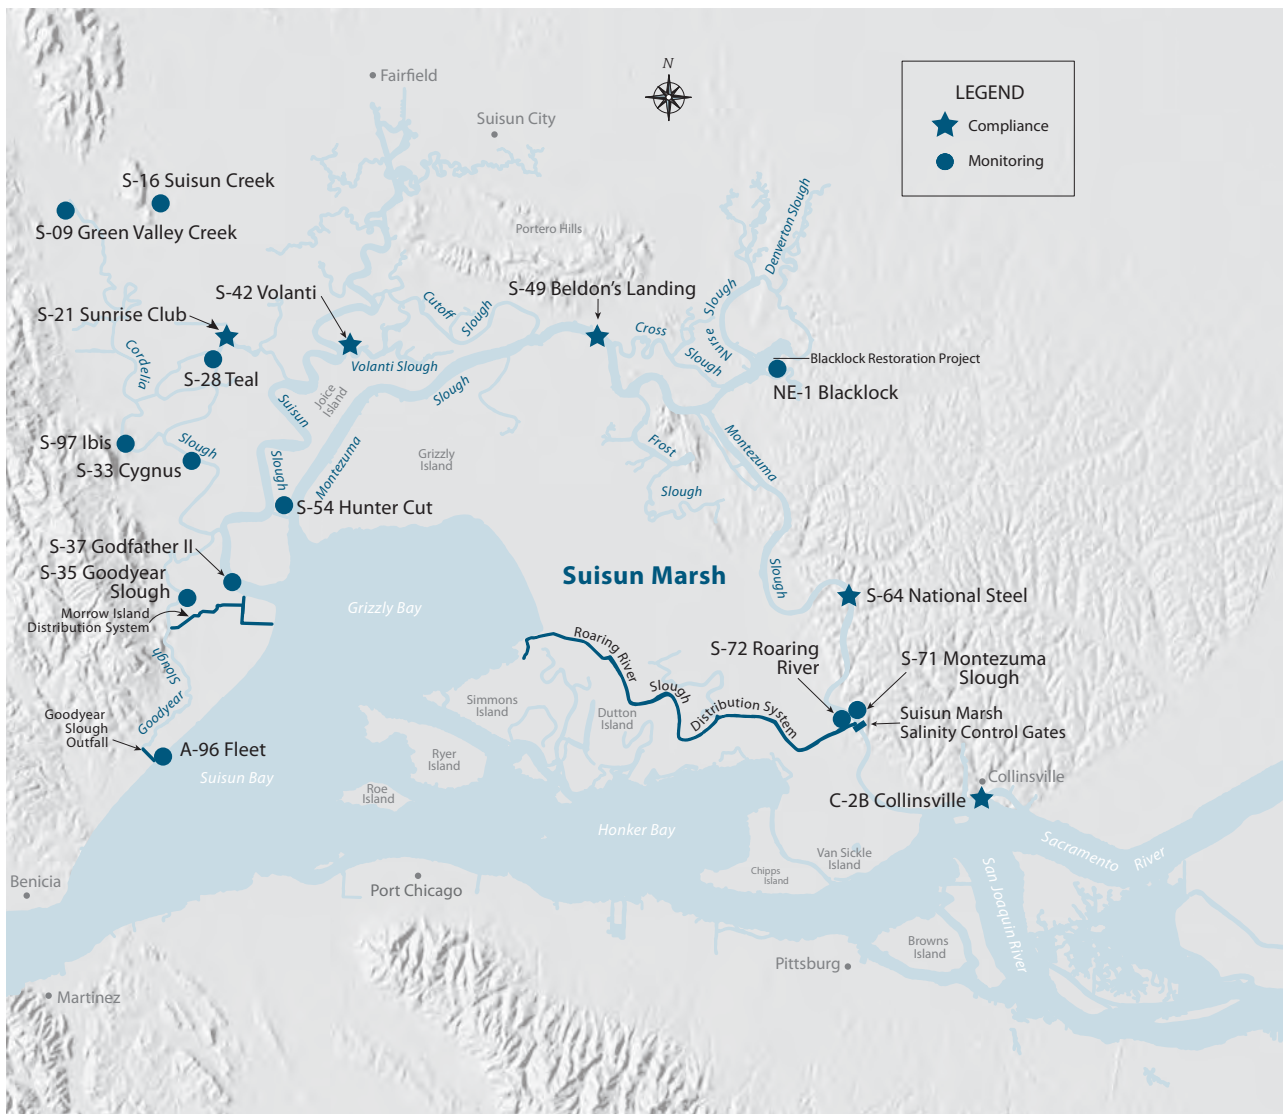 N
LEGEND
Compliance
Monitoring
Fairfield
Suisun City
S-16 Suisun Creek
S-09 Green Valley Creek
Portero Hills
Denverton Slough
S-42 Volanti
S-49 Beldon's Landing
S-21 Sunrise Club
Cutoff
Slough
Cross
Slough
Slough
Nurse
Cordelia
Slough
S-28 Teal
Volanti Slough
Blacklock Restoration Project
NE-1 Blacklock
Joice
Island
Suisun
Slough
Montezuma
Slough
S-97 Ibis
S-33 Cygnus
Grizzly
Island
Frost
Slough
Montezuma
Slough
S-54 Hunter Cut
S-37 Godfather II
S-35 Goodyear
Slough
Morrow Island
Distribution System
Suisun Marsh
Grizzly Bay
S-64 National Steel
Roaring River
Slough
Distribution System
S-72 Roaring
River
S-71 Montezuma
Slough
Suisun Marsh
Salinity Control Gates
Goodyear
Slough
Goodyear
Slough
Outfall
A-96 Fleet
Simmons
Island
Dutton
Island
Ryer
Island
Roe
Island
Suisun Bay
Honker Bay
Collinsville
C-2B Collinsville
Van Sickle
Island
Chipps
Island
Sacramento
River
San Joaquin River
Browns
Island
Benicia
Port Chicago
Pittsburg
Martinez